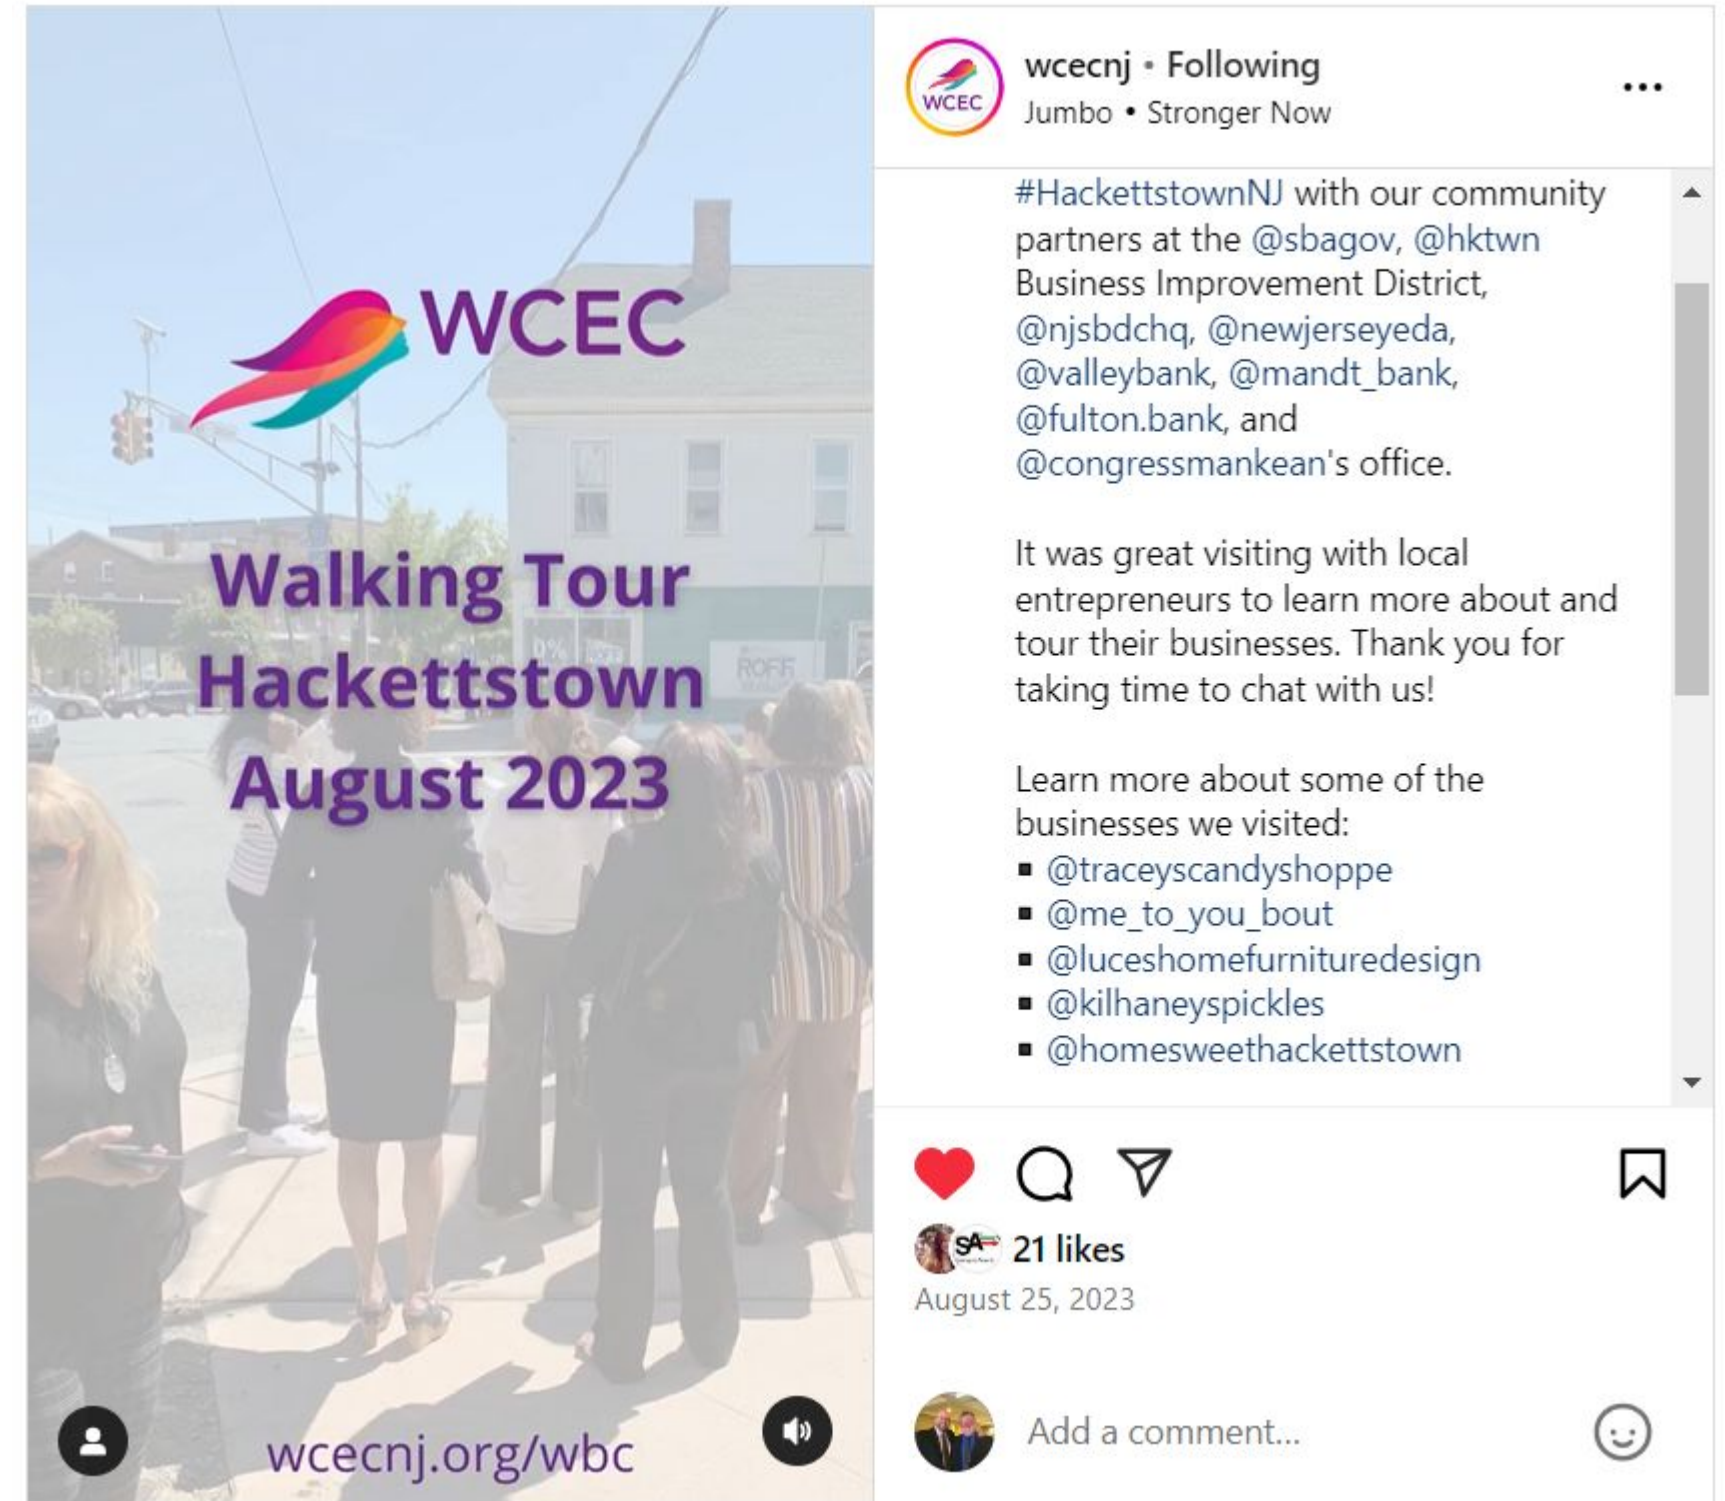 WCEC
Walking Tour
Hackettstown
August 2023
wcecnj.org/wbc
0%
ROFF
WCEC
wcecnj • Following
Jumbo • Stronger Now
#HackettstownNJ with our community
partners at the @sbagov, @hktwn
Business Improvement District,
@njsbdchq, @newjerseyeda,
@valleybank, @mandt_bank,
@fulton.bank, and
@congressmankean's office.
It was great visiting with local
entrepreneurs to learn more about and
tour their businesses. Thank you for
taking time to chat with us!
Learn more about some of the
businesses we visited:
▪ @traceyscandyshoppe
▪ @me_to_you_bout
▪ @luceshomefurnituredesign
▪ @kilhaneyspickles
▪ @homesweethackettstown
SA
21 likes
August 25, 2023
Add a comment...